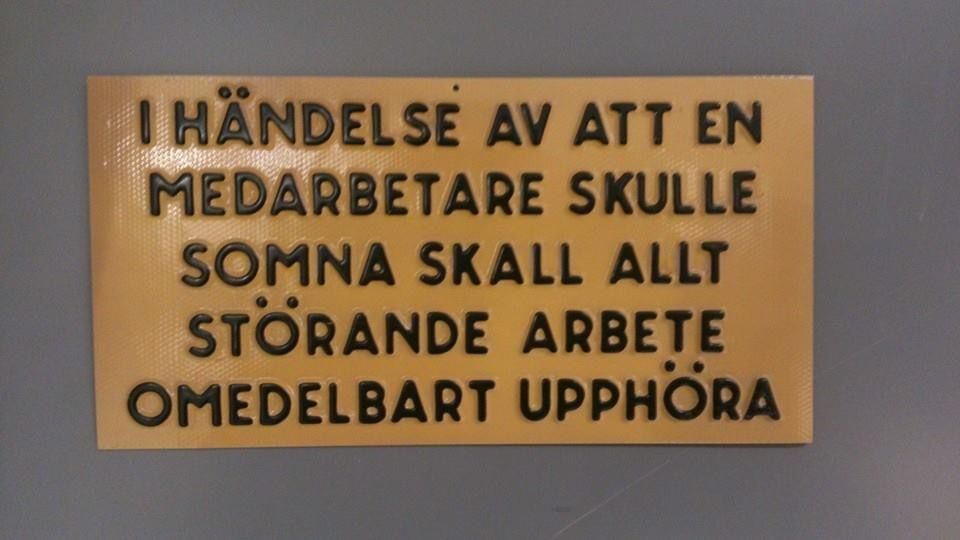 I HÄNDELSE AV ATT EN
MEDARBETARE SKULLE
SOMNA SKALL ALLT
STÖRANDE ARBETE
OMEDELBART UPPHÖRA